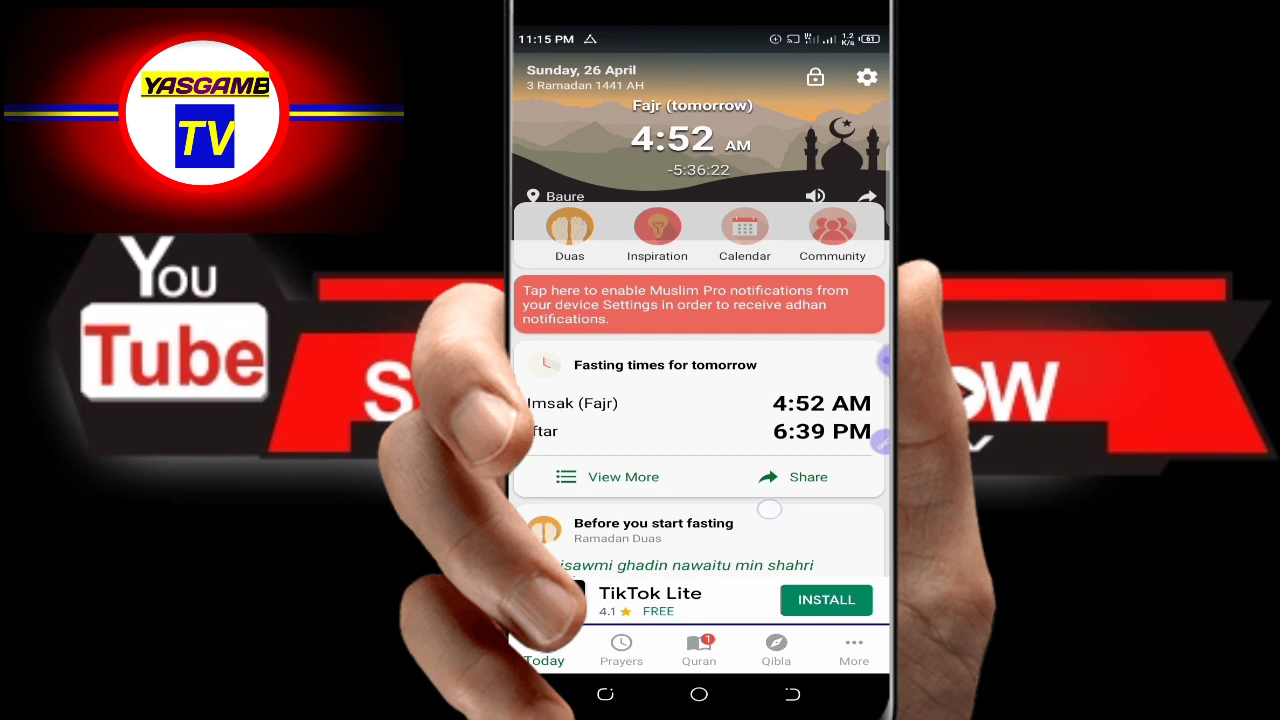 YASGAMB
TV
You
Tube
S
OW
11:15 PM
1.2
K/s
61
Sunday, 26 April
3 Ramadan 1441 AH
Fajr (tomorrow)
4:52 AM
-5:36:22
Baure
Duas
Inspiration
Calendar
Community
Tap here to enable Muslim Pro notifications from
your device Settings in order to receive adhan
notifications.
Fasting times for tomorrow
Imsak (Fajr) 4:52 AM
ftar 6:39 PM
View More
Share
Before you start fasting
Ramadan Duas
isawmi ghadin nawaitu min shahri
TikTok Lite
4.1 FREE
INSTALL
Today
Prayers
1
Quran
Qibla
More